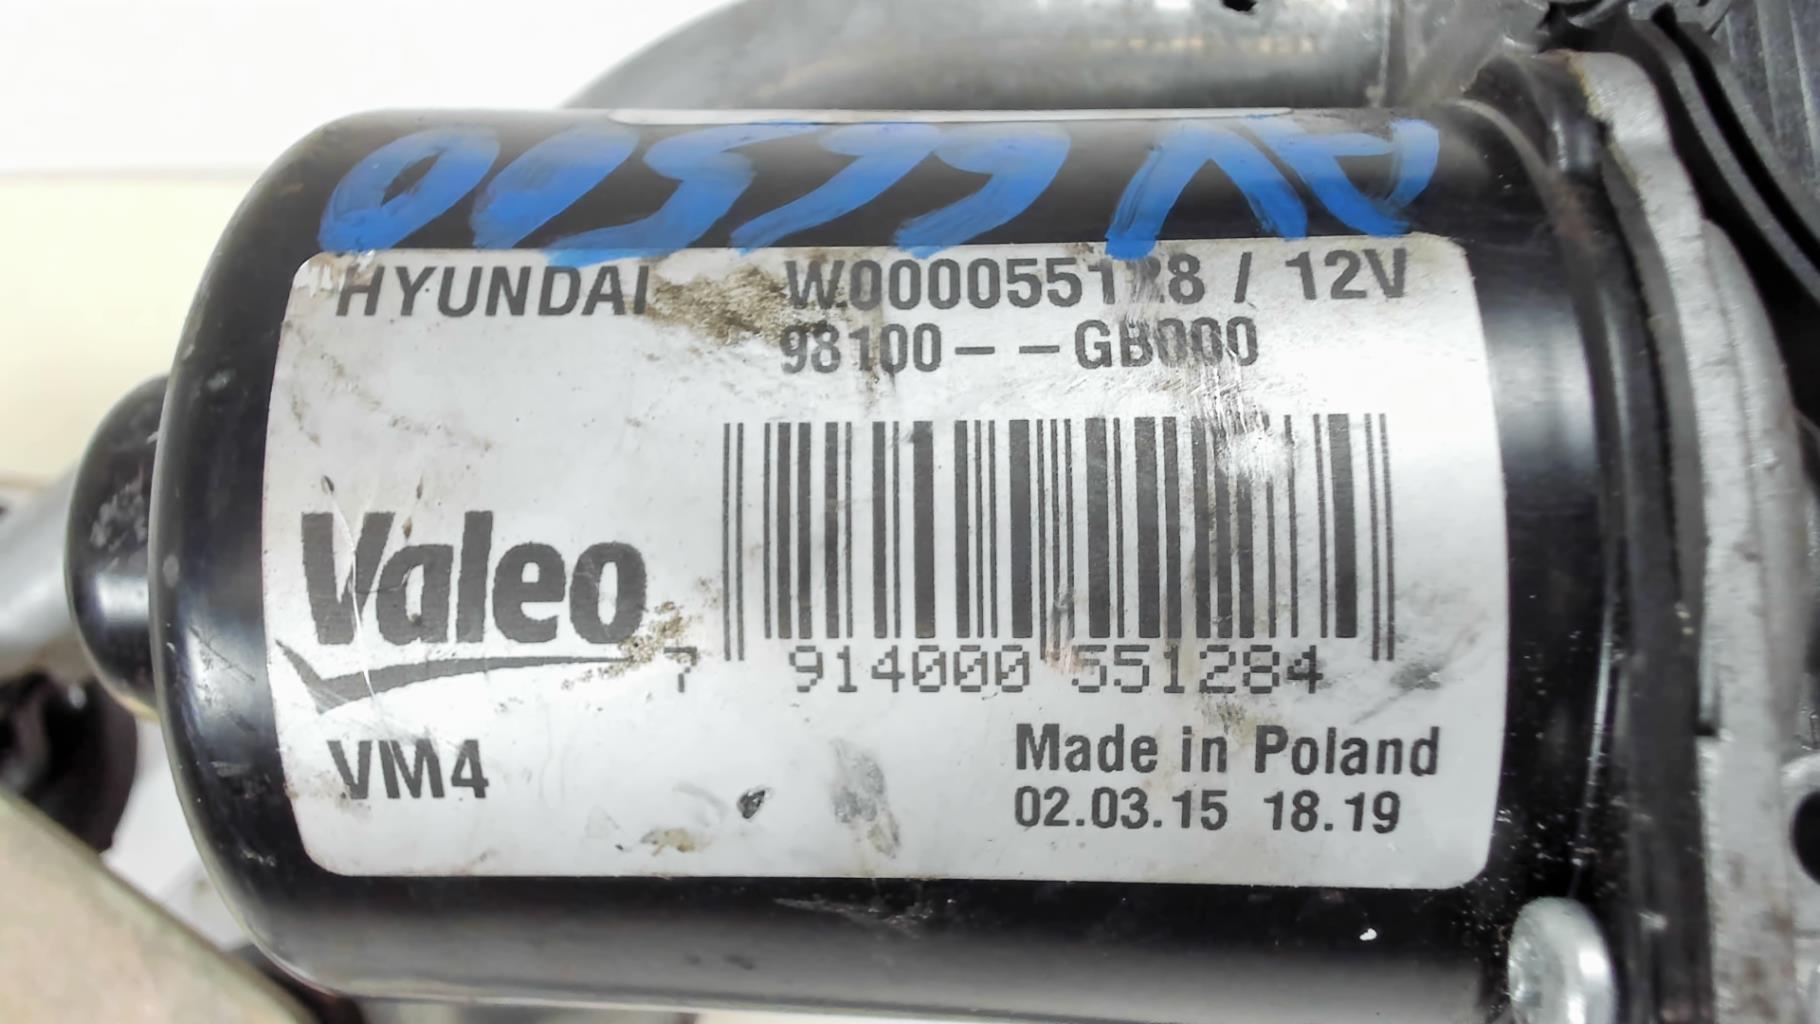 HYUNDAI W000055128 / 12V
98100--GB000
Valeo
7 914000 551284
VM4
Made in Poland
02.03.15 18.19